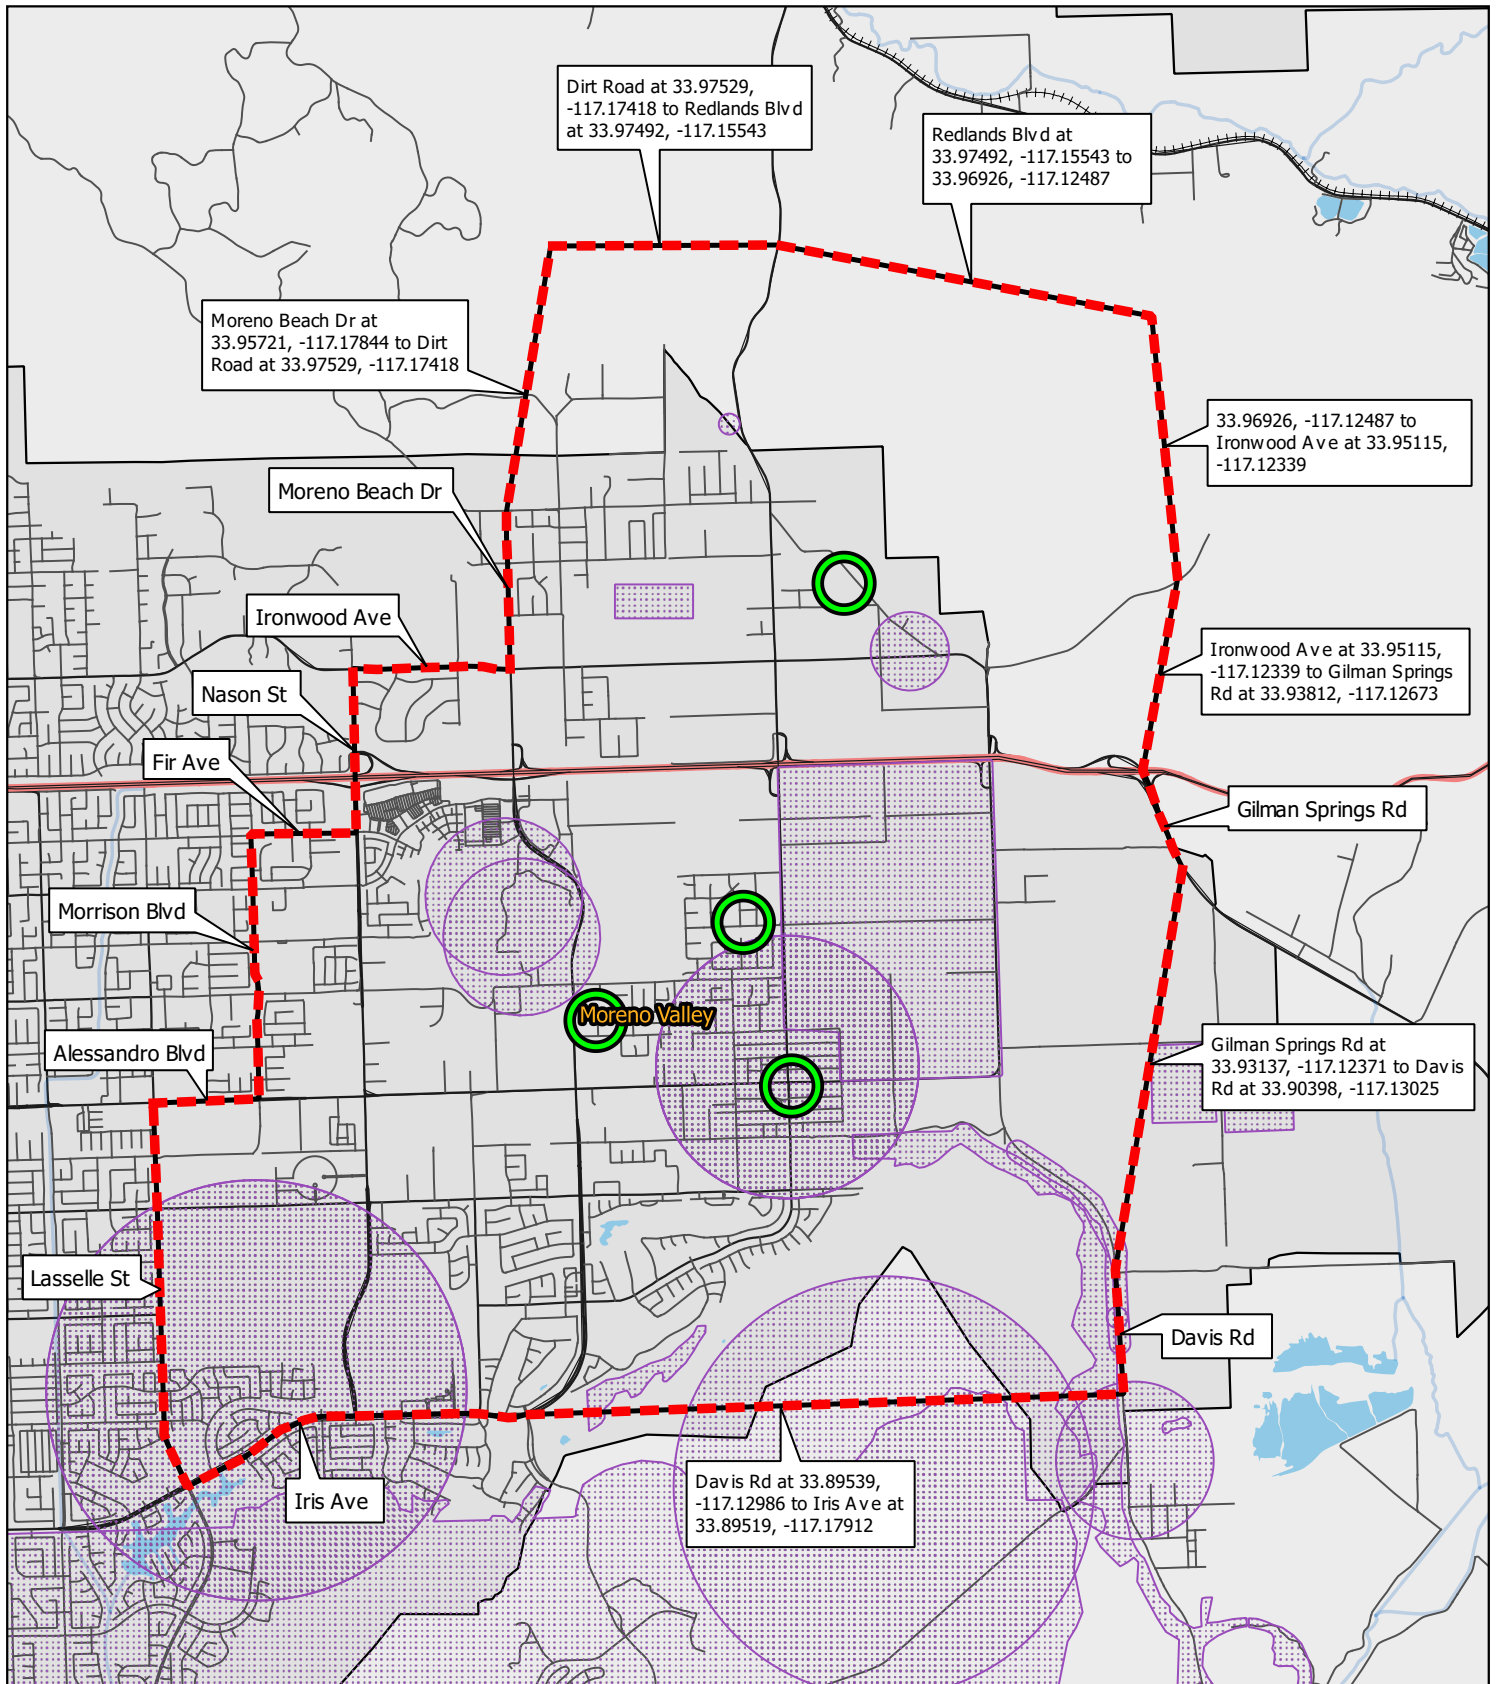 Dirt Road at 33.97529,
-117.17418 to Redlands Blvd
at 33.97492, -117.15543
Redlands Blvd at
33.97492, -117.15543 to
33.96926, -117.12487
Moreno Beach Dr at
33.95721, -117.17844 to Dirt
Road at 33.97529, -117.17418
33.96926, -117.12487 to
Ironwood Ave at 33.95115,
-117.12339
Moreno Beach Dr
Ironwood Ave
Ironwood Ave at 33.95115,
-117.12339 to Gilman Springs
Rd at 33.93812, -117.12673
Nason St
Fir Ave
Gilman Springs Rd
Morrison Blvd
Moreno Valley
Alessandro Blvd
Gilman Springs Rd at
33.93137, -117.12371 to Davis
Rd at 33.90398, -117.13025
Lasselle St
Davis Rd
Iris Ave
Davis Rd at 33.89539,
-117.12986 to Iris Ave at
33.89519, -117.17912